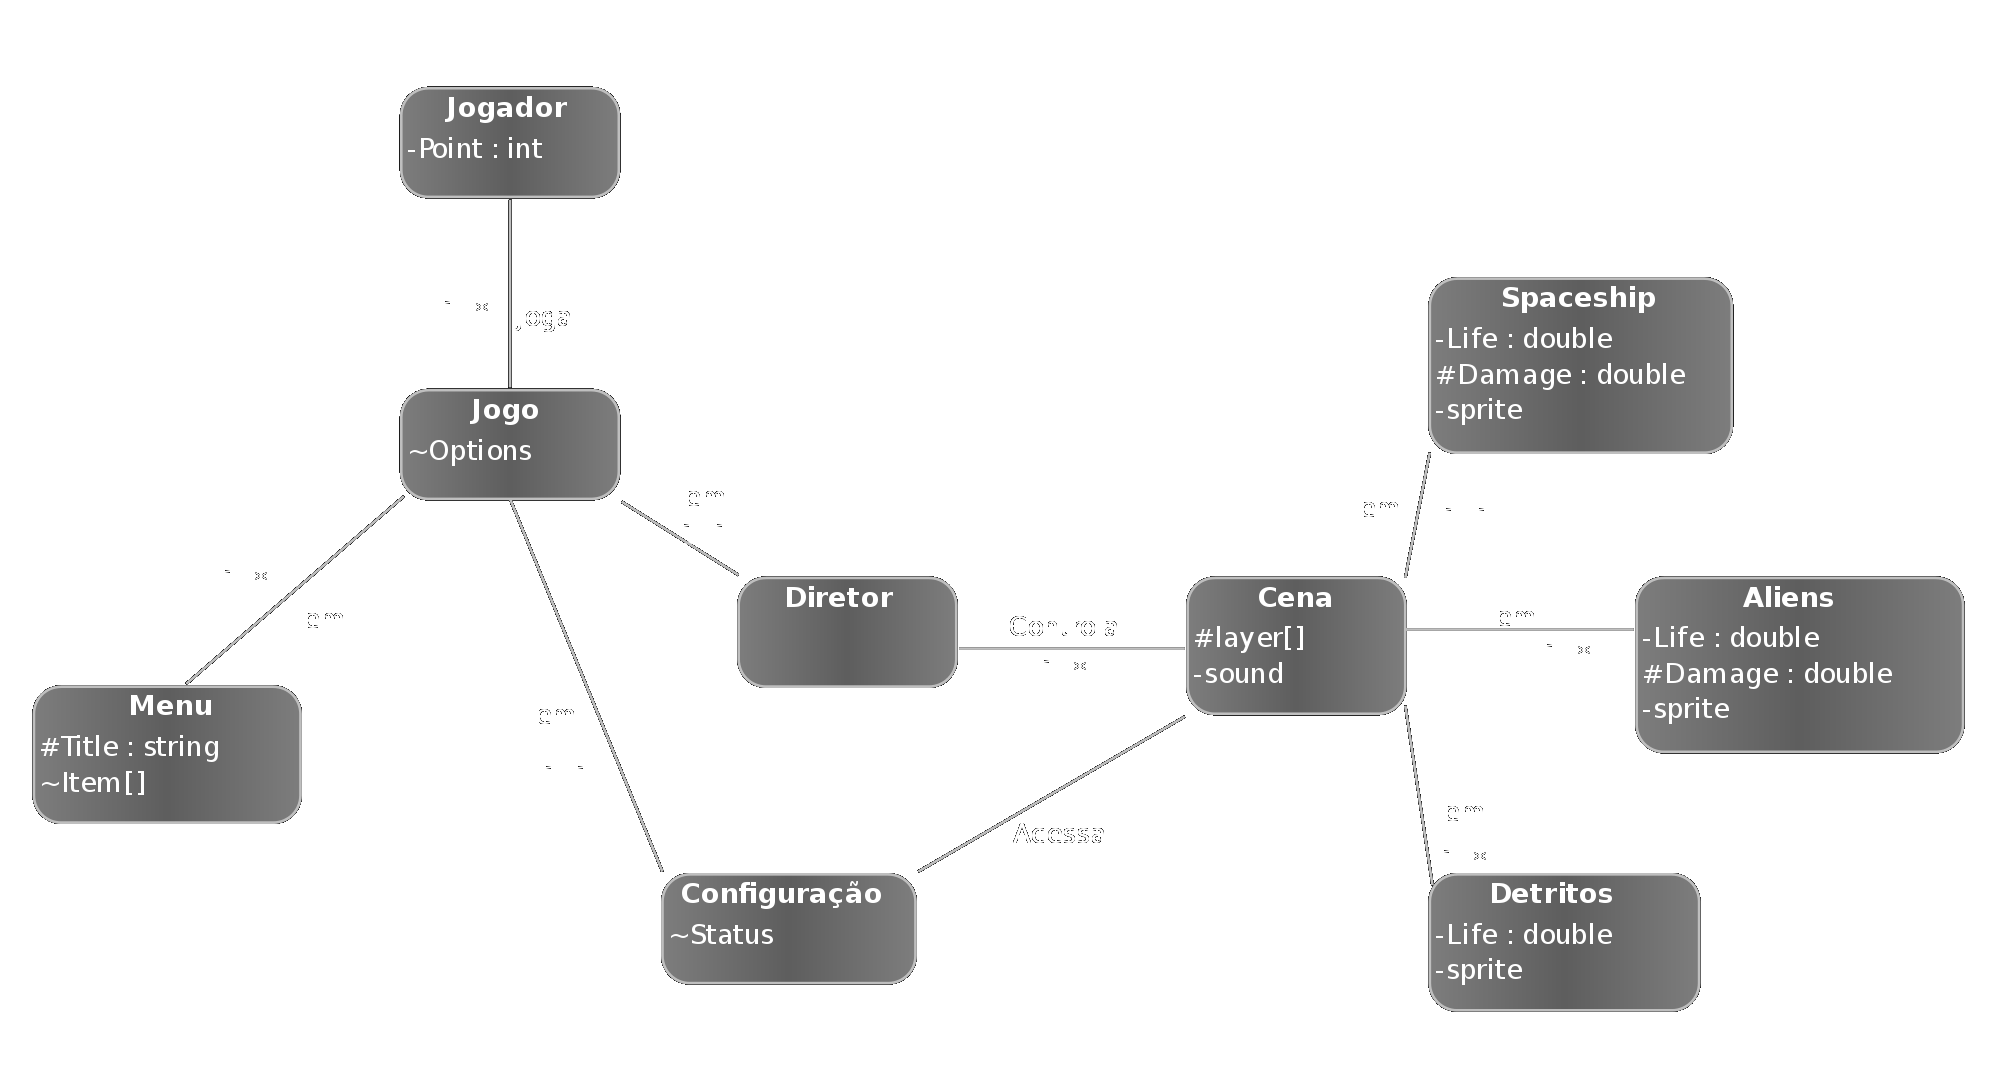 Jogador
-Point : int
Joga
Jogo
~Options
Spaceship
-Life : double
#Damage : double
-sprite
Diretor
Controla
Cena
#layer[]
-sound
Aliens
-Life : double
#Damage : double
-sprite
Menu
#Title : string
~Item[]
Acessa
Configuração
~Status
Detritos
-Life : double
-sprite